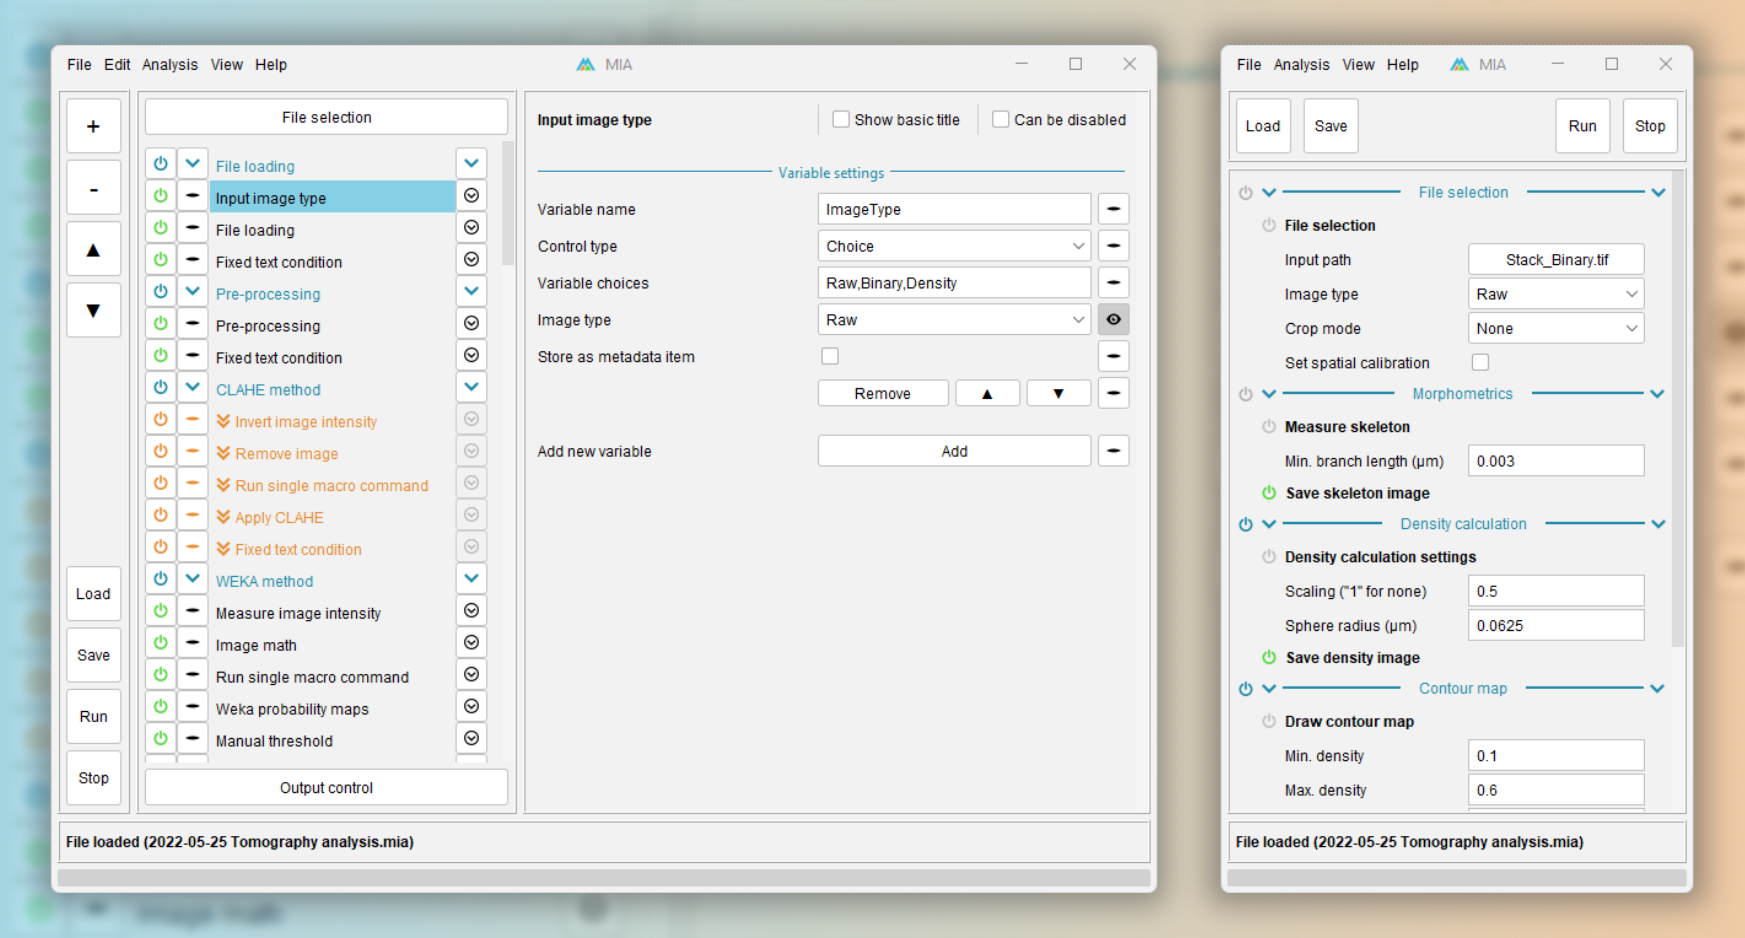 File Edit Analysis View Help MIA
+
-
File selection
File loading
Input image type
File loading
Fixed text condition
Pre-processing
Pre-processing
Fixed text condition
CLAHE method
Invert image intensity
Remove image
Run single macro command
Apply CLAHE
Fixed text condition
WEKA method
Measure image intensity
Image math
Run single macro command
Weka probability maps
Manual threshold
Output control
Load
Save
Run
Stop
Input image type Show basic title Can be disabled
Variable settings
Variable name ImageType
Control type Choice
Variable choices Raw,Binary,Density
Image type Raw
Store as metadata item
Remove
Add new variable Add
File loaded (2022-05-25 Tomography analysis.mia)
File Analysis View Help MIA
Load Save Run Stop
File selection
File selection
Input path Stack_Binary.tif
Image type Raw
Crop mode None
Set spatial calibration
Morphometrics
Measure skeleton
Min. branch length (µm) 0.003
Save skeleton image
Density calculation
Density calculation settings
Scaling ("1" for none) 0.5
Sphere radius (µm) 0.0625
Save density image
Contour map
Draw contour map
Min. density 0.1
Max. density 0.6
File loaded (2022-05-25 Tomography analysis.mia)
Image math